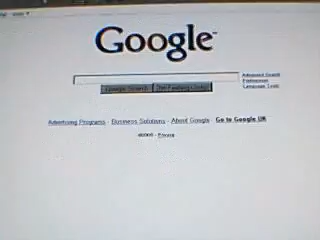 Google™
Advanced Search
Preferences
Language Tools
Google Search I'm Feeling Lucky
Advertising Programs - Business Solutions - About Google - Go to Google UK
Privacy